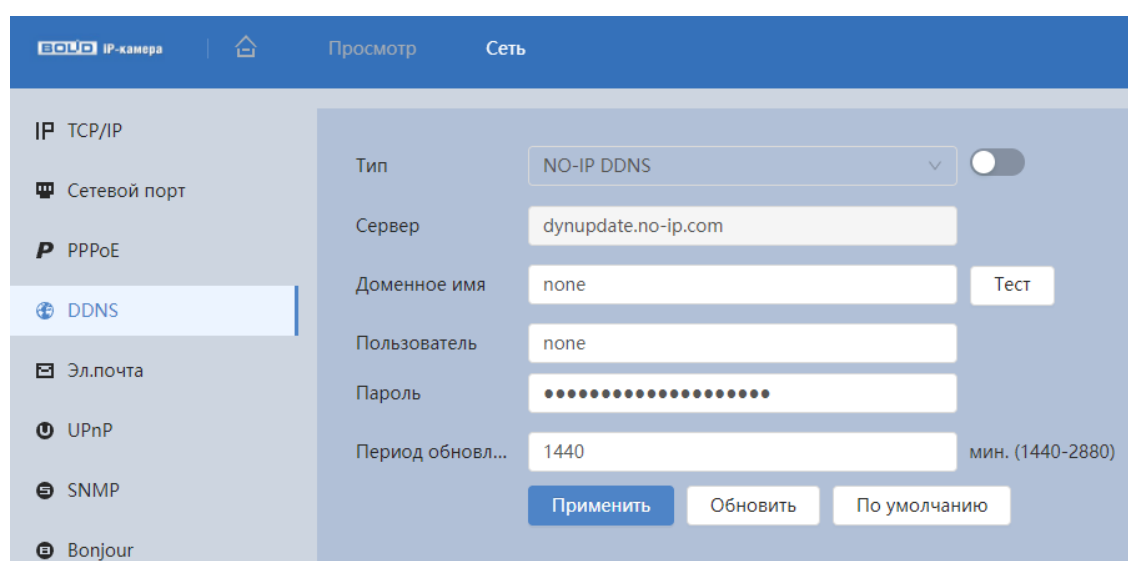 BOLID IP-камера
Просмотр
Сеть
TCP/IP
Сетевой порт
PPPoE
DDNS
Эл.почта
UPnP
SNMP
Bonjour
Тип NO-IP DDNS
Сервер dynupdate.no-ip.com
Доменное имя none Тест
Пользователь none
Пароль ••••••••••••••••••••
Период обновл... 1440 мин. (1440-2880)
Применить Обновить По умолчанию